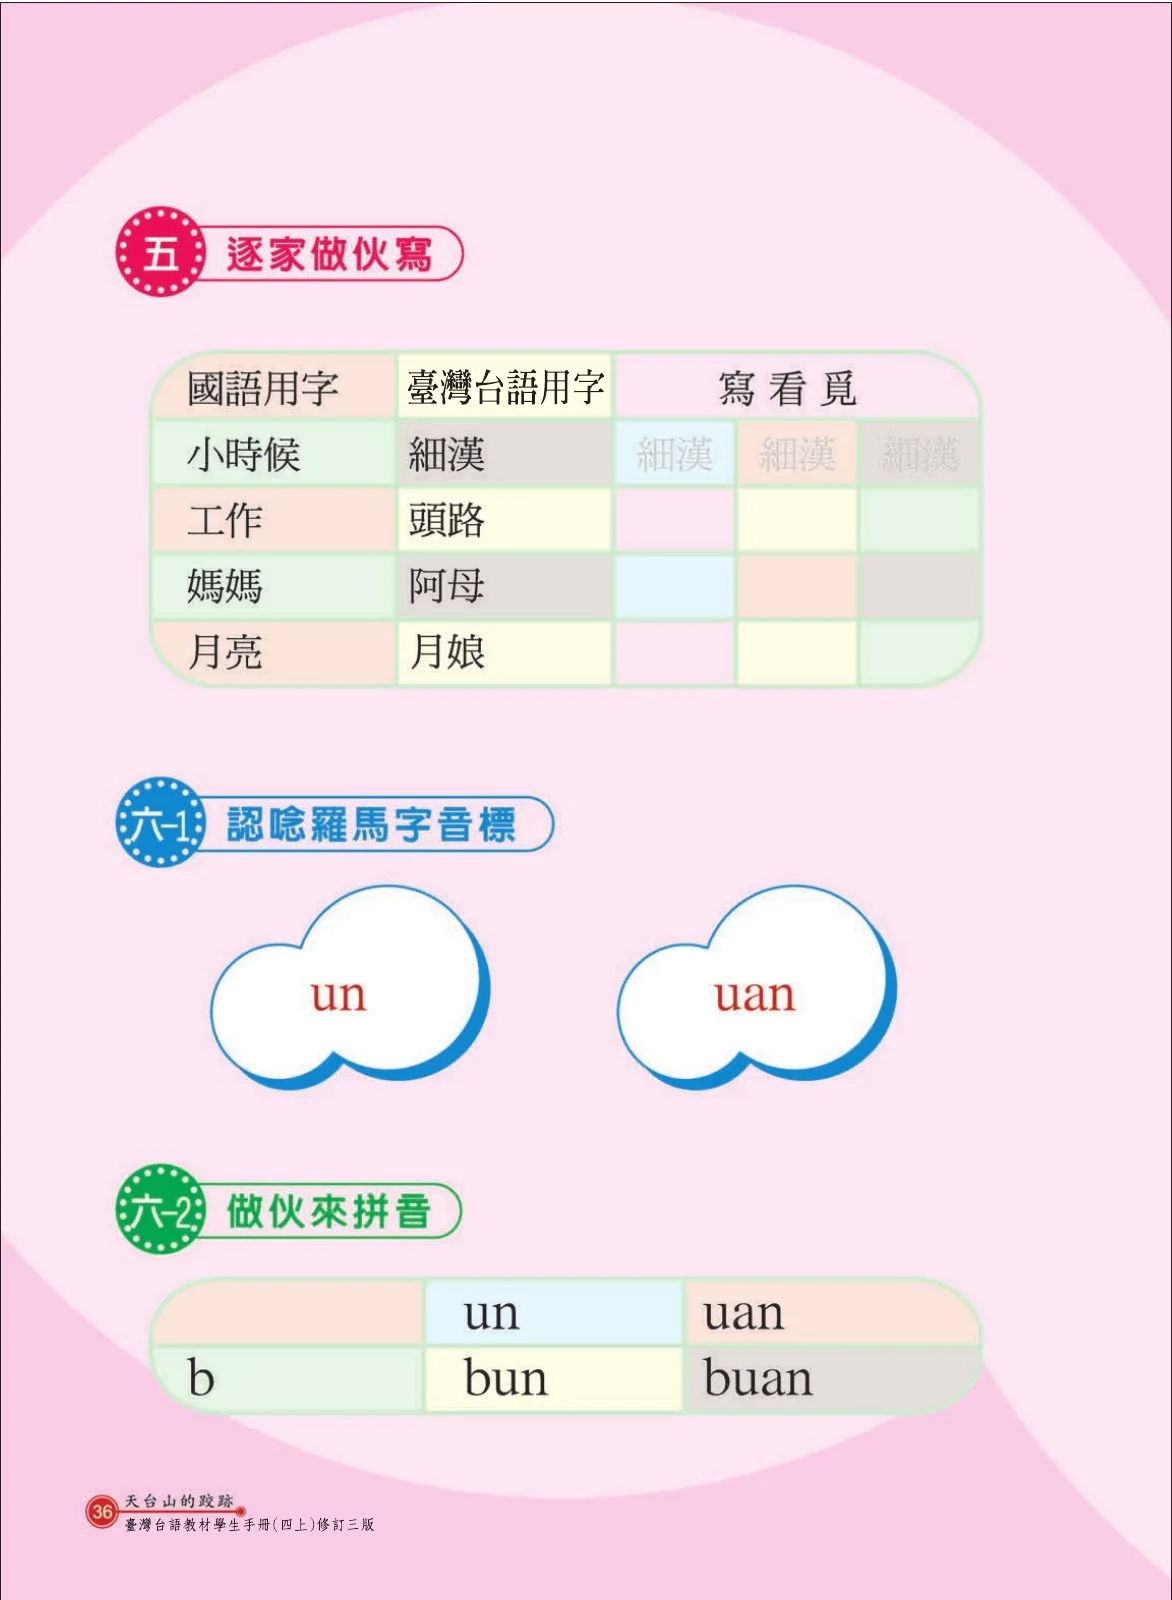 五 逐家做伙寫
國語用字 臺灣台語用字 寫看覓
小時候 細漢 細漢 細漢 細漢
工作 頭路
媽媽 阿母
月亮 月娘
六-1 認唸羅馬字音標
un uan
六-2 做伙來拼音
un uan
b bun buan
36 天台山的跤跡
臺灣台語教材學生手冊(四上)修訂三版